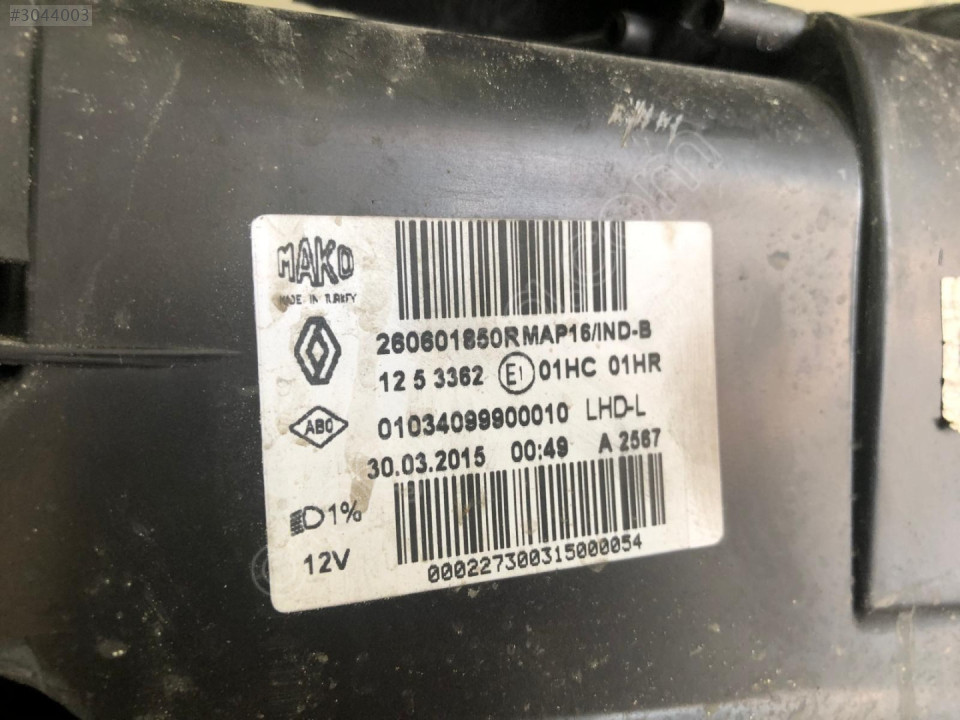 #3044003
MAKO
MADE IN TURKEY
260601850RMAP16/IND-B
12 5 3362 E1 01HC 01HR
ABO
01034099900010 LHD-L
30.03.2015 00:49 A 2567
1%
12V
000227300315000054